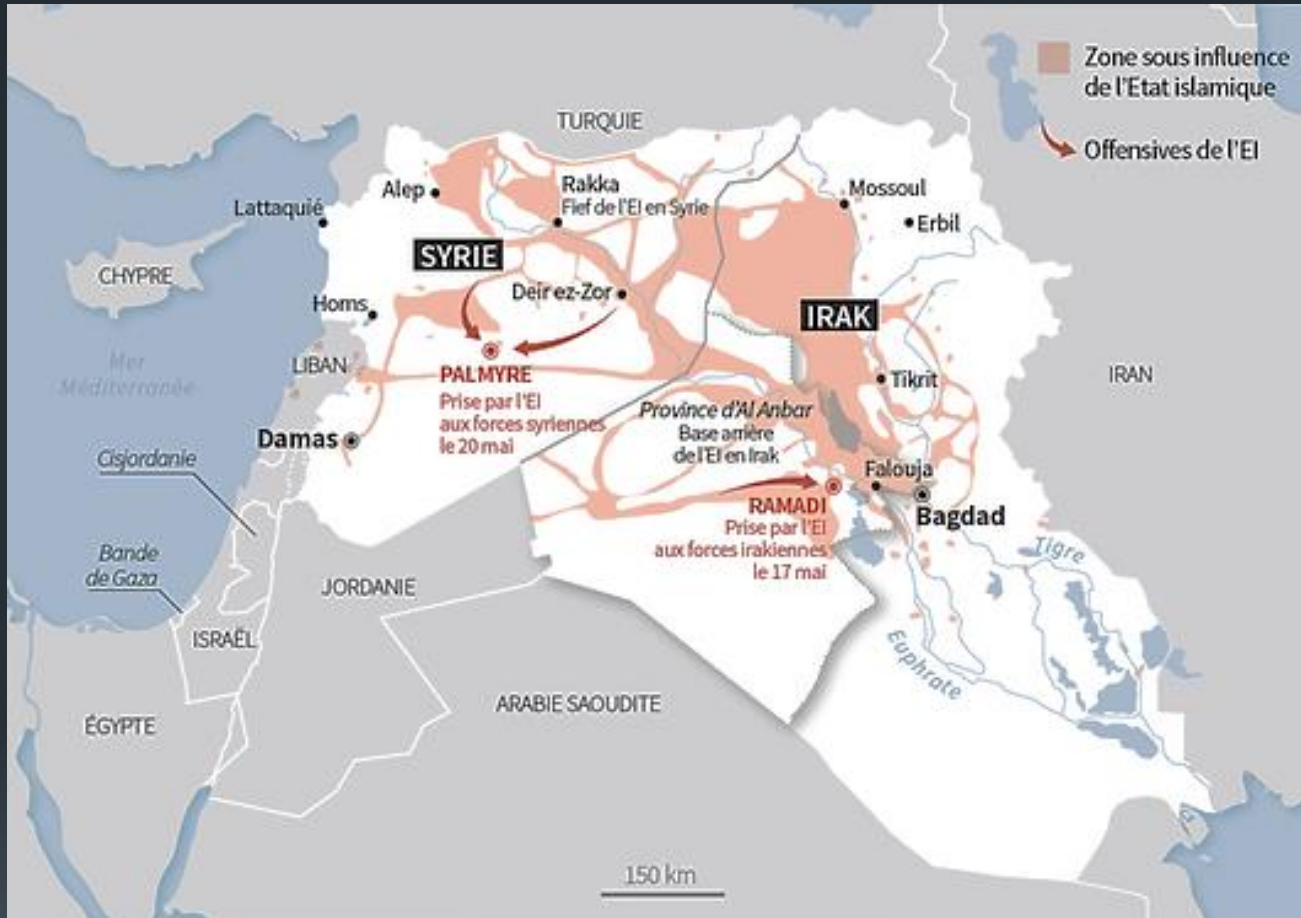 Zone sous influence
de l'Etat islamique
Offensives de l'EI
TURQUIE
Alep
Rakka
Fief de l'EI en Syrie
Mossoul
Lattaquié
Erbil
SYRIE
CHYPRE
Deir ez-Zor
Homs
IRAK
Mer
Méditerranée
LIBAN
PALMYRE
Prise par l'EI
aux forces syriennes
le 20 mai
Tikrit
IRAN
Province d'Al Anbar
Base arrière
de l'EI en Irak
Damas
Cisjordanie
Falouja
RAMADI
Prise par l'EI
aux forces irakiennes
le 17 mai
Bagdad
Bande
de Gaza
Tigre
JORDANIE
ISRAËL
Euphrate
ARABIE SAOUDITE
ÉGYPTE
150 km